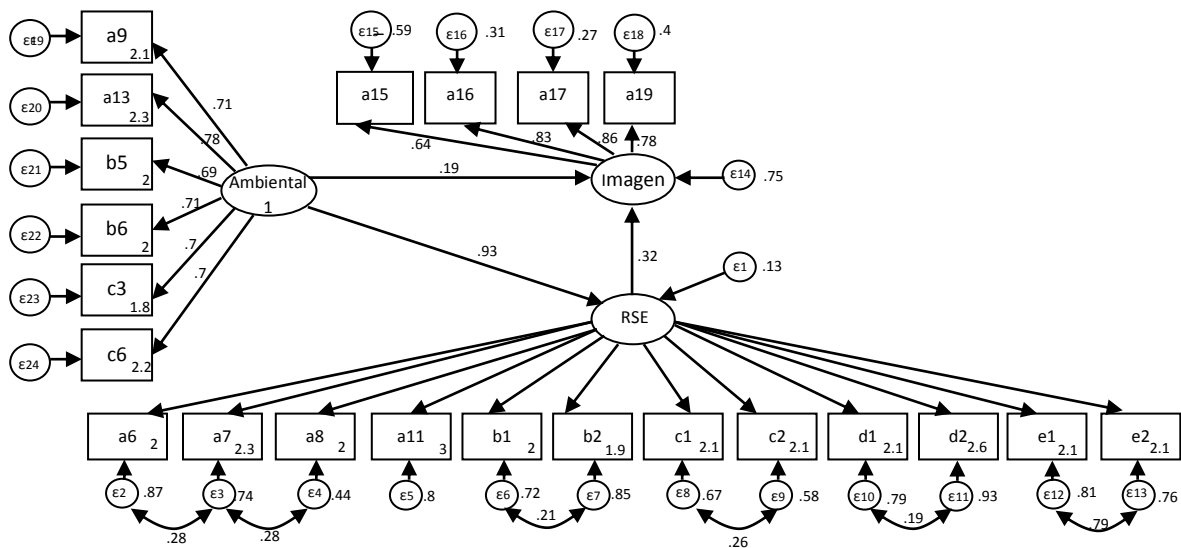 ε19 a9 2.1
ε20 a13 2.3
ε21 b5 2
ε22 b6 2
ε23 c3 1.8
ε24 c6 2.2
.71
.78
.69
.71
.7
.7
Ambiental
1
ε15 .59
ε16 .31
ε17 .27
ε18 .4
a15
a16
a17
a19
.64
.83
.86
.78
.19
Imagen
ε14 .75
.93
.32
ε1 .13
RSE
a6 2
a7 2.3
a8 2
a11 3
b1 2
b2 1.9
c1 2.1
c2 2.1
d1 2.1
d2 2.6
e1 2.1
e2 2.1
ε2 .87
ε3 .74
ε4 .44
ε5 .8
ε6 .72
ε7 .85
ε8 .67
ε9 .58
ε10 .79
ε11 .93
ε12 .81
ε13 .76
.28
.28
.21
.26
.19
.79